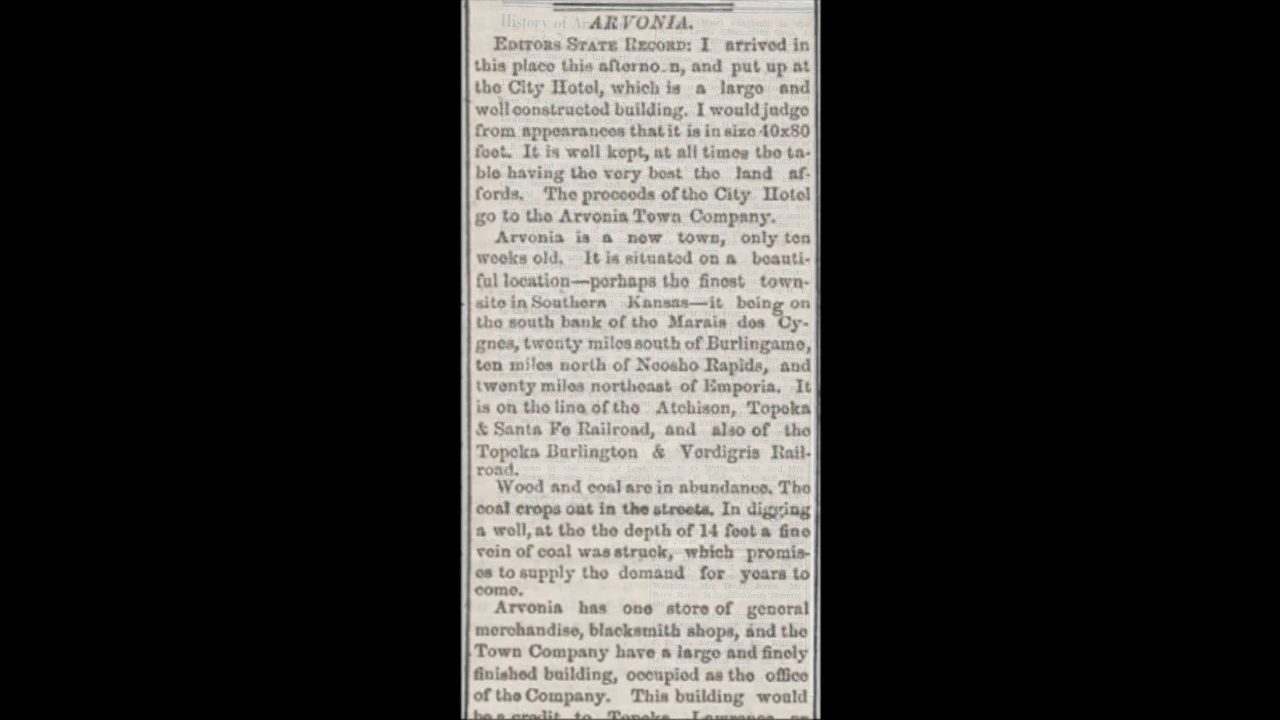 ARVONIA.
EDITORS STATE RECORD: I arrived in
this place this afterno.n, and put up at
the City Hotel, which is a large and
well constructed building. I would judge
from appearances that it is in size 40x80
feet. It is well kept, at all times the ta-
ble having the very best the land af-
fords. The proceeds of the City Hotel
go to the Arvonia Town Company.
Arvonia is a new town, only ten
weeks old. It is situated on a beauti-
ful location—perhaps the finest town-
site in Southern Kansas—it being on
the south bank of the Marais des Cy-
gnes, twenty miles south of Burlingame,
ten miles north of Neosho Rapids, and
twenty miles northeast of Emporia. It
is on the line of the Atchison, Topeka
& Santa Fe Railroad, and also of the
Topeka Burlington & Verdigris Rail-
road.
Wood and coal are in abundance. The
coal crops out in the streets. In digging
a well, at the the depth of 14 feet a fine
vein of coal was struck, which promis-
es to supply the demand for years to
come.
Arvonia has one store of general
merchandise, blacksmith shops, and the
Town Company have a large and finely
finished building, occupied as the office
of the Company. This building would
be a credit to Topeka, Lawrence or